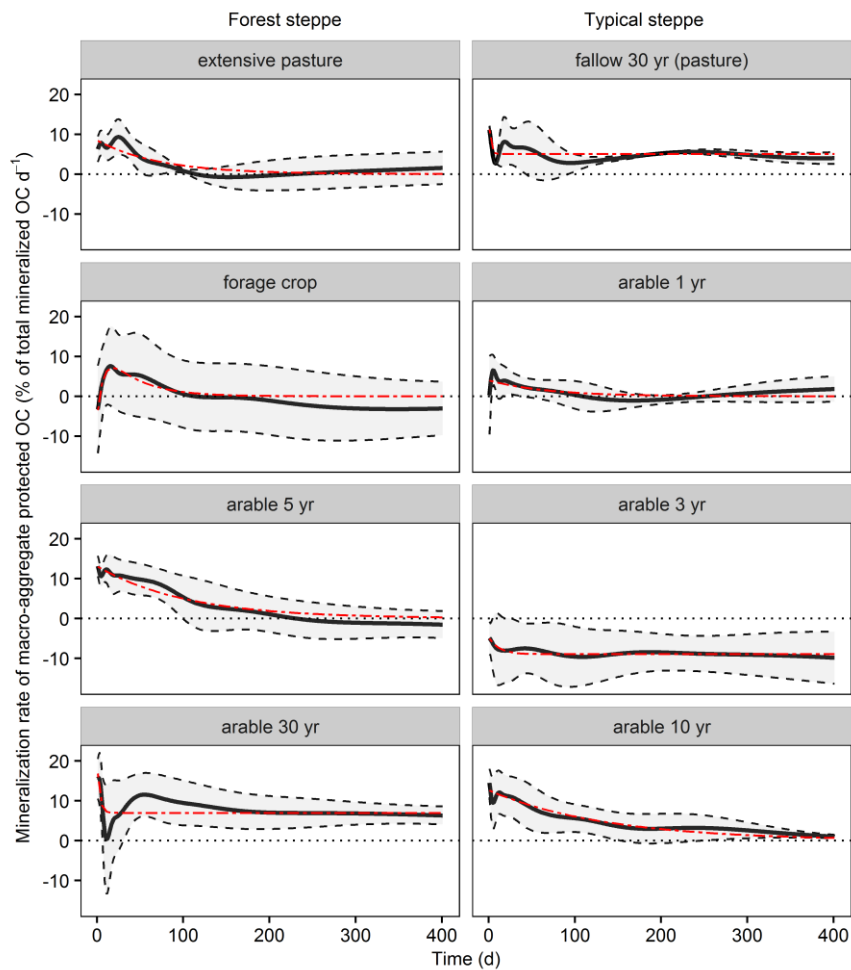 Forest steppe
Typical steppe
extensive pasture
fallow 30 yr (pasture)
20
10
0
-10
forage crop
arable 1 yr
20
10
0
-10
arable 5 yr
arable 3 yr
20
10
0
-10
arable 30 yr
arable 10 yr
20
10
0
-10
0 100 200 300 400
0 100 200 300 400
Time (d)
Mineralization rate of macro-aggregate protected OC (% of total mineralized OC d⁻¹)